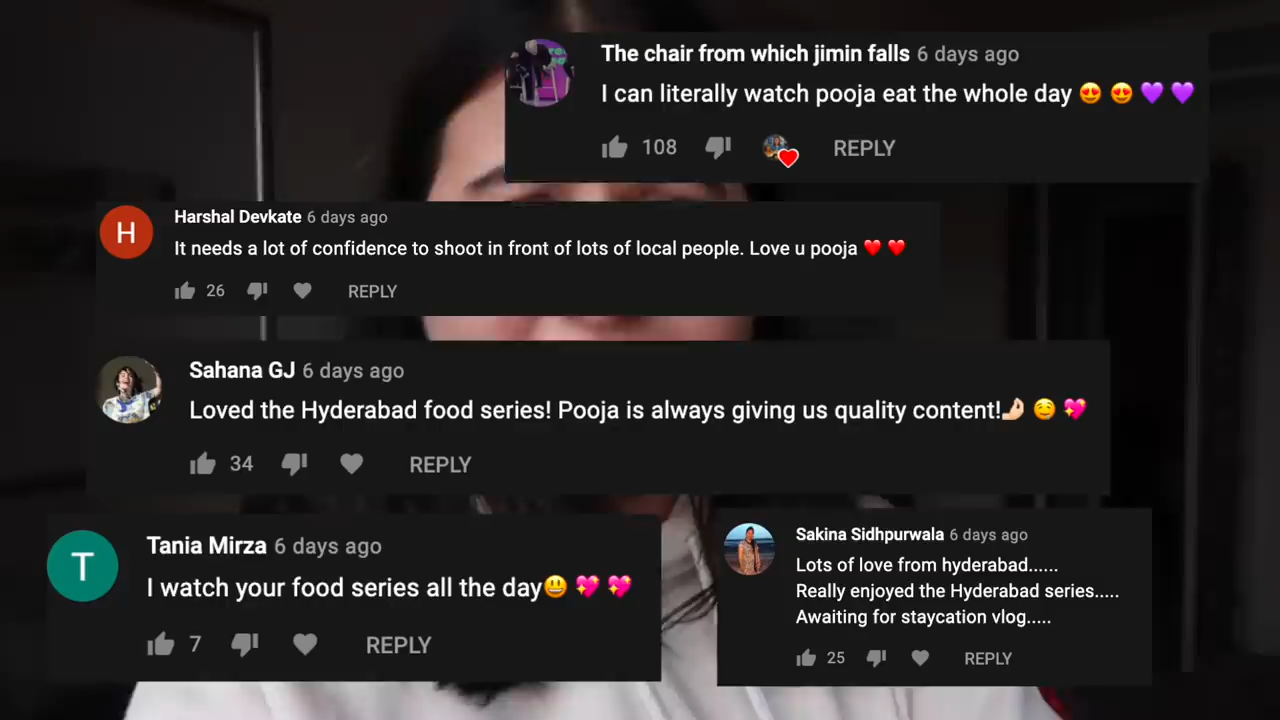 The chair from which jimin falls 6 days ago
I can literally watch pooja eat the whole day 😍 😍 💜 💜
108 REPLY
H
Harshal Devkate 6 days ago
It needs a lot of confidence to shoot in front of lots of local people. Love u pooja ❤️ ❤️
26 REPLY
Sahana GJ 6 days ago
Loved the Hyderabad food series! Pooja is always giving us quality content!🤌🏻 😌 💖
34 REPLY
T
Tania Mirza 6 days ago
I watch your food series all the day😃 💖 💖
7 REPLY
Sakina Sidhpurwala 6 days ago
Lots of love from hyderabad......
Really enjoyed the Hyderabad series.....
Awaiting for staycation vlog.....
25 REPLY